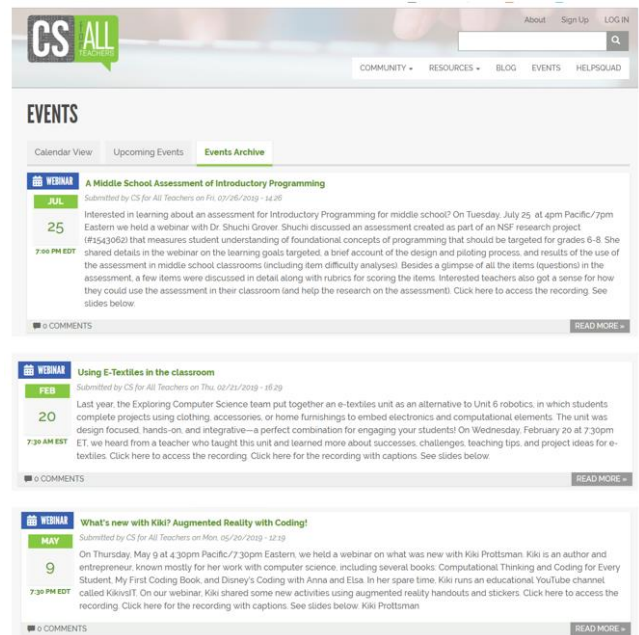 About Sign Up LOG IN
CS FOR ALL TEACHERS
COMMUNITY RESOURCES BLOG EVENTS HELPSQUAD
EVENTS
Calendar View Upcoming Events Events Archive
WEBINAR
JUL
25
7:00 PM EDT
A Middle School Assessment of Introductory Programming
Submitted by CS for All Teachers on Fri, 07/26/2019 - 14:26
Interested in learning about an assessment for Introductory Programming for middle school? On Tuesday, July 25 at 4pm Pacific/7pm
Eastern we held a webinar with Dr. Shuchi Grover. Shuchi discussed an assessment created as part of an NSF research project
(#1543062) that measures student understanding of foundational concepts of programming that should be targeted for grades 6-8. She
shared details in the webinar on the learning goals targeted, a brief account of the design and piloting process, and results of the use of
the assessment in middle school classrooms (including item difficulty analyses). Besides a glimpse of all the items (questions) in the
assessment, a few items were discussed in detail along with rubrics for scoring the items. Interested teachers also got a sense for how
they could use the assessment in their classroom (and help the research on the assessment). Click here to access the recording. See
slides below.
0 COMMENTS
READ MORE »
WEBINAR
FEB
20
7:30 AM EST
Using E-Textiles in the classroom
Submitted by CS for All Teachers on Thu, 02/21/2019 - 16:29
Last year, the Exploring Computer Science team put together an e-textiles unit as an alternative to Unit 6 robotics, in which students
complete projects using clothing, accessories, or home furnishings to embed electronics and computational elements. The unit was
design focused, hands-on, and integrative—a perfect combination for engaging your students! On Wednesday, February 20 at 7:30pm
ET, we heard from a teacher who taught this unit and learned more about successes, challenges, teaching tips, and project ideas for e-
textiles. Click here to access the recording. Click here for the recording with captions. See slides below
0 COMMENTS
READ MORE »
WEBINAR
MAY
9
7:30 PM EDT
What's new with Kiki? Augmented Reality with Coding!
Submitted by CS for All Teachers on Mon, 05/20/2019 - 12:19
On Thursday, May 9 at 4:30pm Pacific/7:30pm Eastern, we held a webinar on what was new with Kiki Prottsman. Kiki is an author and
entrepreneur, known mostly for her work with computer science, including several books: Computational Thinking and Coding for Every
Student, My First Coding Book, and Disney's Coding with Anna and Elsa. In her spare time, Kiki runs an educational YouTube channel
called KikivsIT. On our webinar, Kiki shared some new activities using augmented reality handouts and stickers. Click here to access the
recording. Click here for the recording with captions. See slides below. Kiki Prottsman
0 COMMENTS
READ MORE »